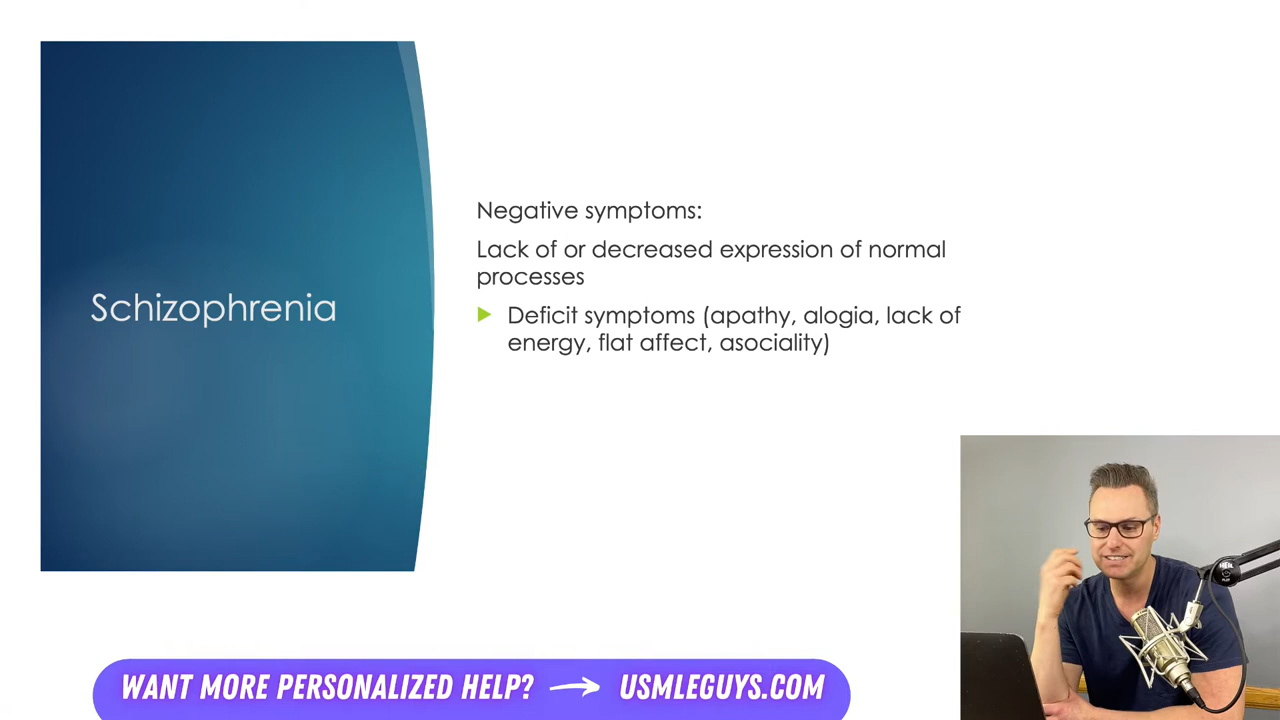 Schizophrenia
Negative symptoms:
Lack of or decreased expression of normal
processes
Deficit symptoms (apathy, alogia, lack of
energy, flat affect, asociality)
WANT MORE PERSONALIZED HELP? → USMLEGUYS.COM